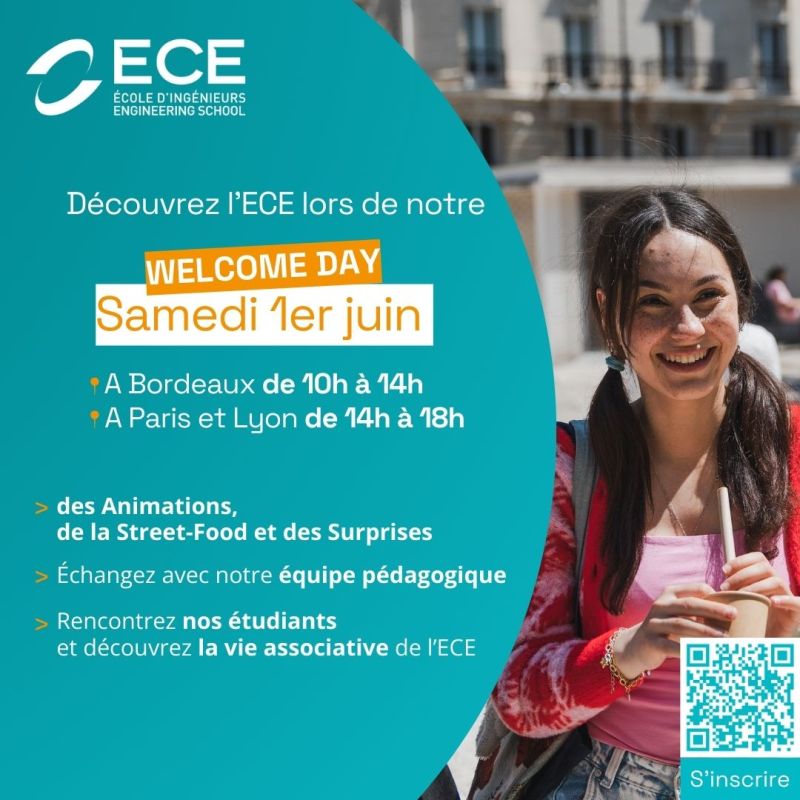 ECE
ÉCOLE D'INGÉNIEURS
ENGINEERING SCHOOL
Découvrez l'ECE lors de notre
WELCOME DAY
Samedi 1er juin
A Bordeaux de 10h à 14h
A Paris et Lyon de 14h à 18h
> des Animations,
de la Street-Food et des Surprises
> Échangez avec notre équipe pédagogique
> Rencontrez nos étudiants
et découvrez la vie associative de l'ECE
S'inscrire